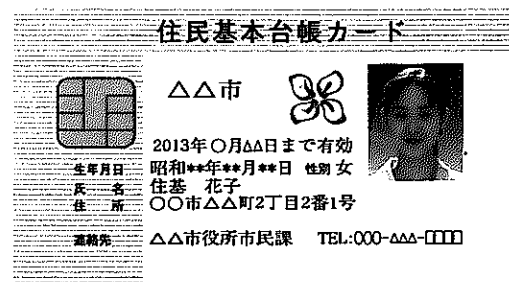 住民基本台帳カード
△△市
2013年○月△△日まで有効
生年月日 昭和**年**月**日 性別 女
氏名 住基 花子
住所 ○○市△△町2丁目2番1号
連絡先 △△市役所市民課 TEL:000-△△△-□□□□